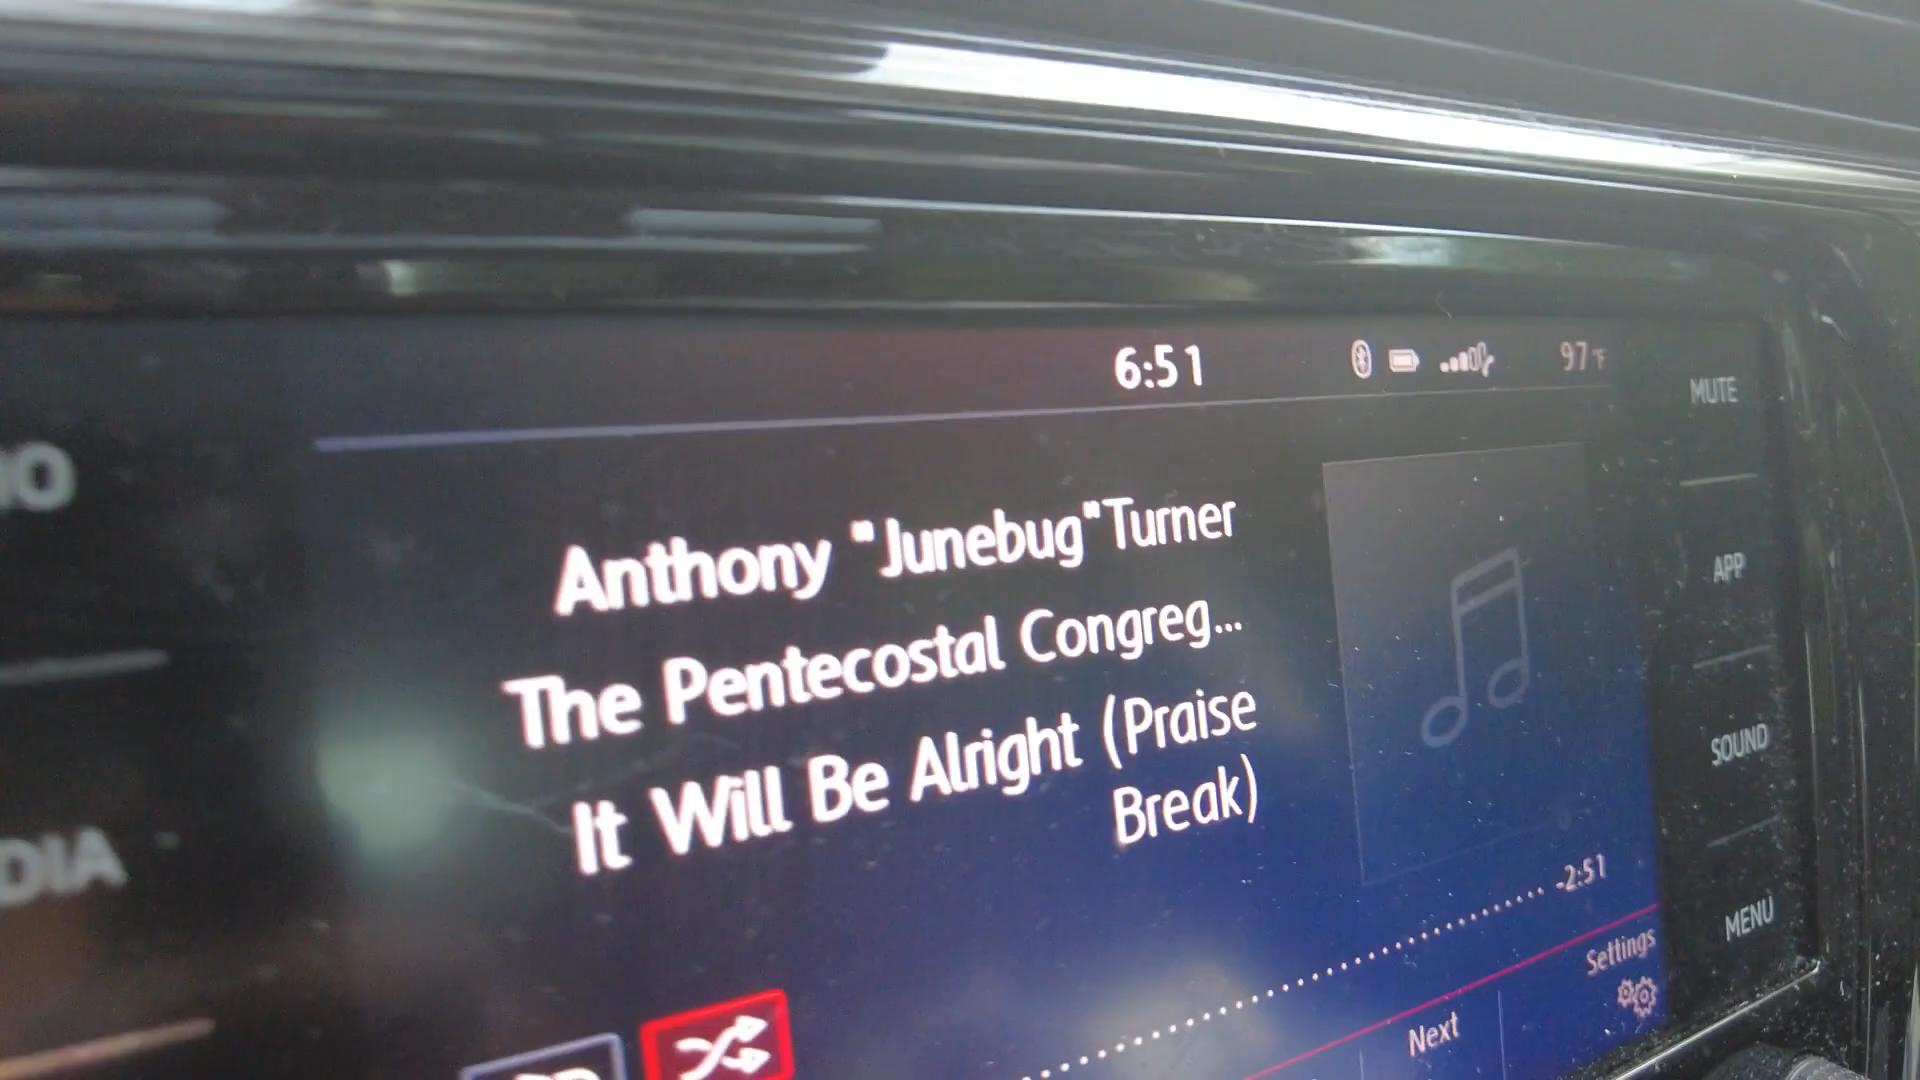 6:51
97°F
MUTE
Anthony "Junebug" Turner
APP
The Pentecostal Congreg...
It Will Be Alright (Praise
Break)
SOUND
-2:51
MENU
Settings
Next